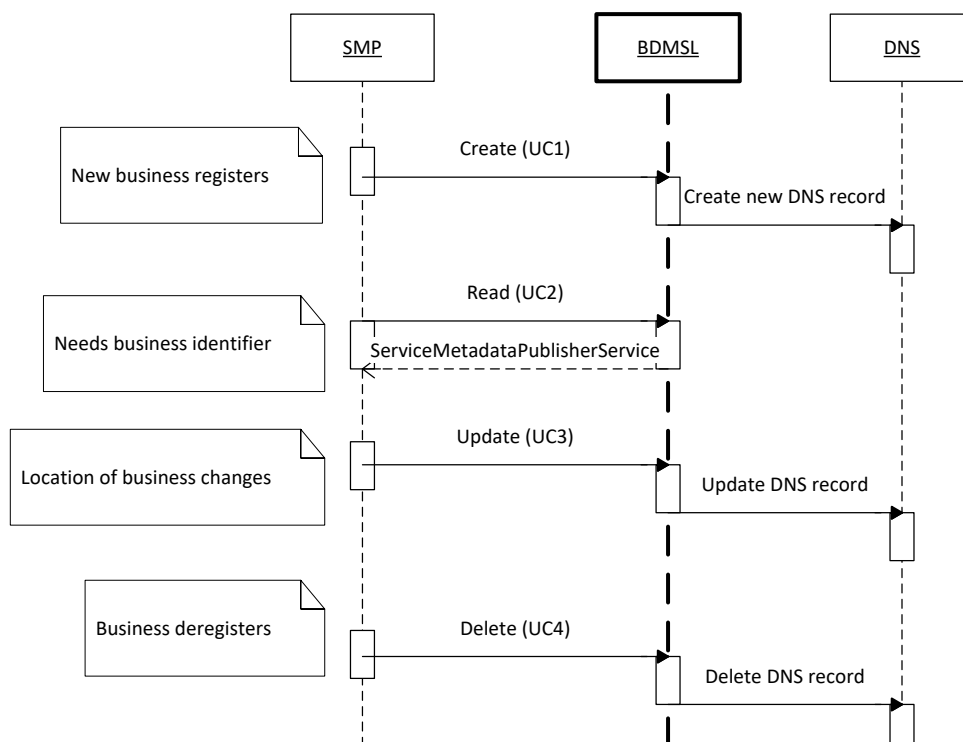 SMP
BDMSL
DNS
New business registers
Create (UC1)
Create new DNS record
Needs business identifier
Read (UC2)
ServiceMetadataPublisherService
Location of business changes
Update (UC3)
Update DNS record
Business deregisters
Delete (UC4)
Delete DNS record